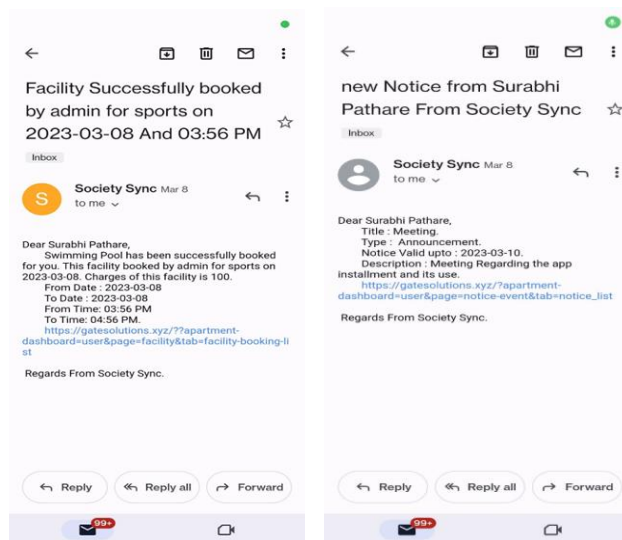 Facility Successfully booked
by admin for sports on
2023-03-08 And 03:56 PM
Inbox
S
Society Sync Mar 8
to me
Dear Surabhi Pathare,
Swimming Pool has been successfully booked
for you. This facility booked by admin for sports on
2023-03-08. Charges of this facility is 100.
From Date : 2023-03-08
To Date : 2023-03-08
From Time: 03:56 PM
To Time: 04:56 PM.
https://gatesolutions.xyz/??apartment-
dashboard=user&page=facility&tab=facility-booking-li
st
Regards From Society Sync.
Reply
Reply all
Forward
99+
new Notice from Surabhi
Pathare From Society Sync
Inbox
Society Sync Mar 8
to me
Dear Surabhi Pathare,
Title : Meeting.
Type : Announcement.
Notice Valid upto : 2023-03-10.
Description : Meeting Regarding the app
installment and its use.
https://gatesolutions.xyz/?apartment-
dashboard=user&page=notice-event&tab=notice_list
Regards From Society Sync.
Reply
Reply all
Forward
99+